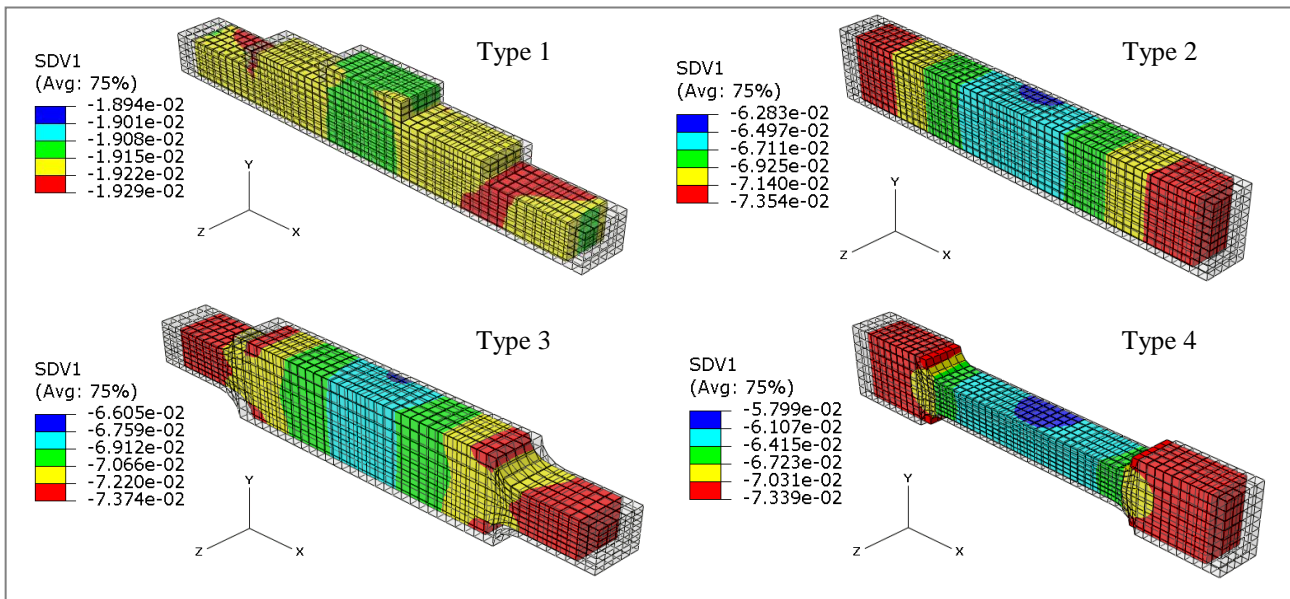 Type 1
SDV1
(Avg: 75%)
-1.894e-02
-1.901e-02
-1.908e-02
-1.915e-02
-1.922e-02
-1.929e-02
Y
Z
X
Type 2
SDV1
(Avg: 75%)
-6.283e-02
-6.497e-02
-6.711e-02
-6.925e-02
-7.140e-02
-7.354e-02
Y
Z
X
Type 3
SDV1
(Avg: 75%)
-6.605e-02
-6.759e-02
-6.912e-02
-7.066e-02
-7.220e-02
-7.374e-02
Y
Z
X
Type 4
SDV1
(Avg: 75%)
-5.799e-02
-6.107e-02
-6.415e-02
-6.723e-02
-7.031e-02
-7.339e-02
Y
Z
X